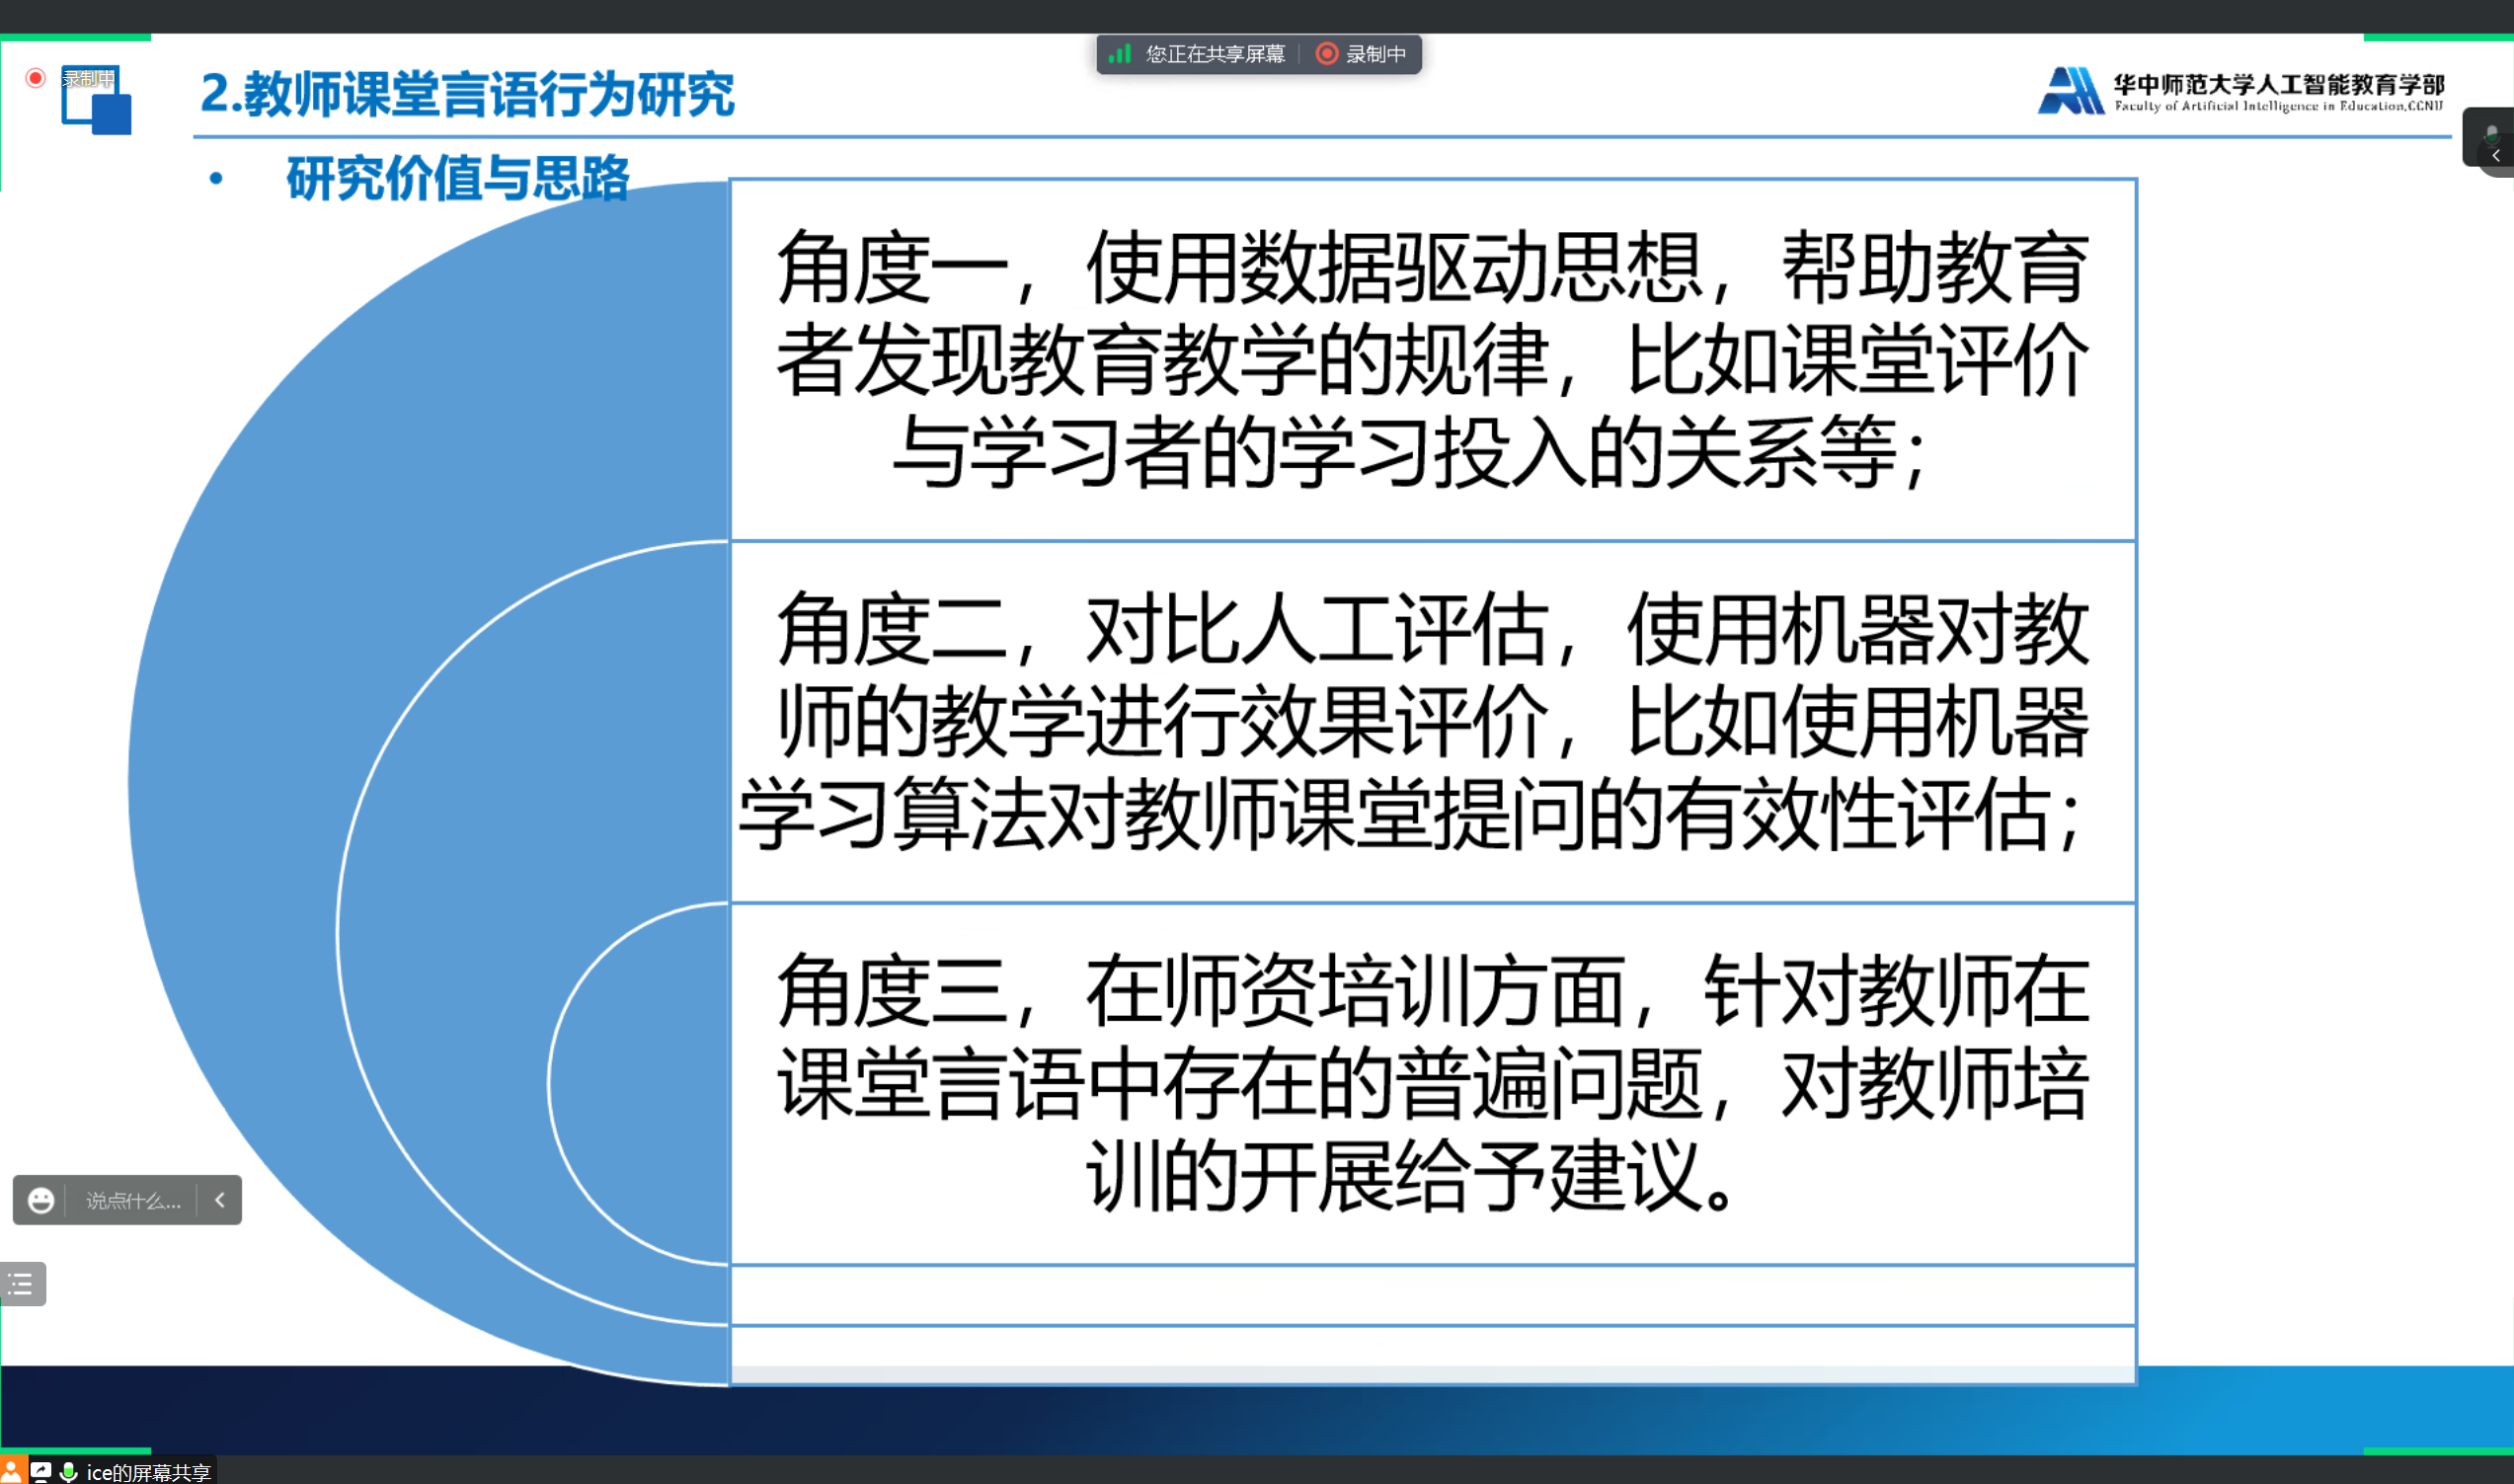 您正在共享屏幕 录制中
录制中
2.教师课堂言语行为研究
华中师范大学人工智能教育学部
Faculty of Artificial Intelligence in Education,CCNU
• 研究价值与思路
角度一，使用数据驱动思想，帮助教育
者发现教育教学的规律，比如课堂评价
与学习者的学习投入的关系等；
角度二，对比人工评估，使用机器对教
师的教学进行效果评价，比如使用机器
学习算法对教师课堂提问的有效性评估；
角度三，在师资培训方面，针对教师在
课堂言语中存在的普遍问题，对教师培
训的开展给予建议。
说点什么...
ice的屏幕共享